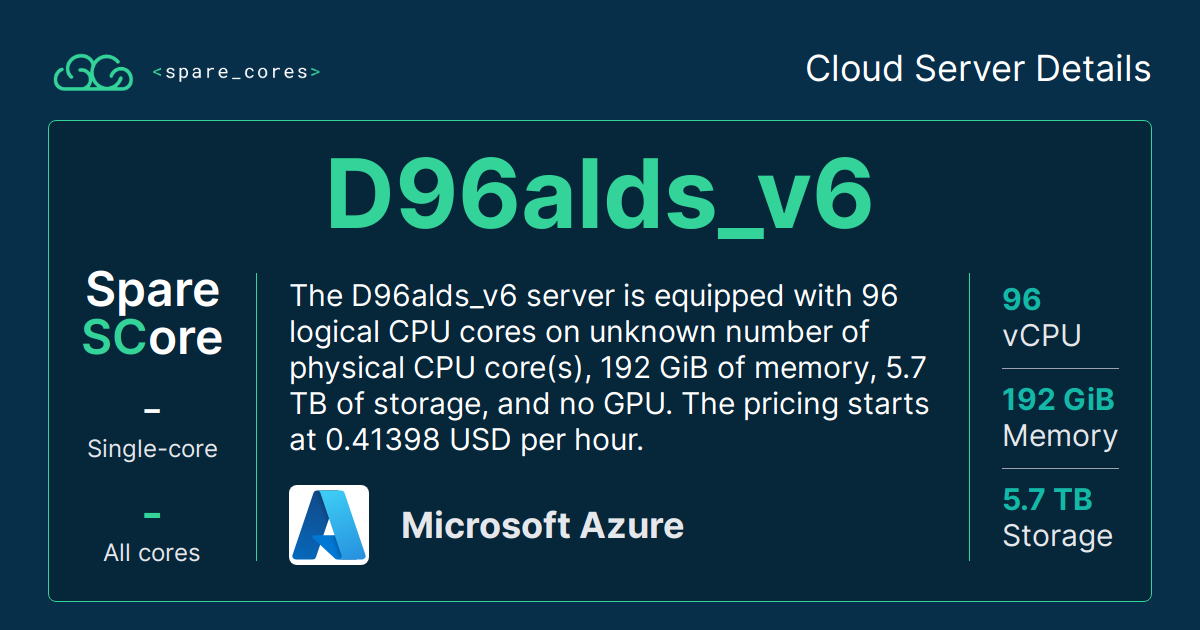 <spare_cores>
Cloud Server Details
D96alds_v6
Spare
SCore
-
Single-core
-
All cores
The D96alds_v6 server is equipped with 96
logical CPU cores on unknown number of
physical CPU core(s), 192 GiB of memory, 5.7
TB of storage, and no GPU. The pricing starts
at 0.41398 USD per hour.
Microsoft Azure
96
vCPU
192 GiB
Memory
5.7 TB
Storage